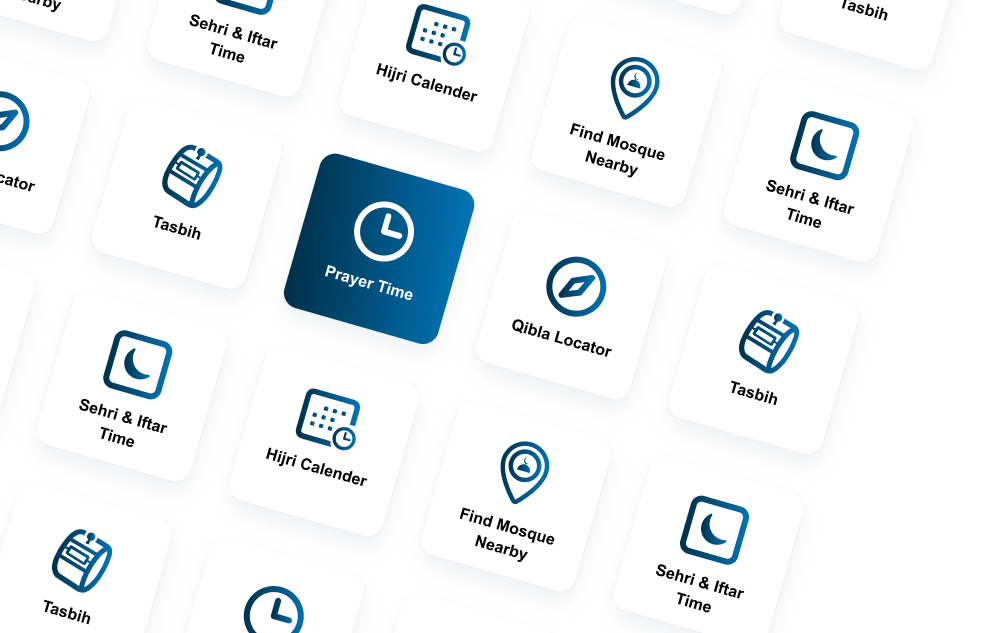 Tasbih
Sehri & Iftar
Time
Hijri Calender
Find Mosque
Nearby
Sehri & Iftar
Time
Tasbih
Prayer Time
Qibla Locator
Tasbih
Sehri & Iftar
Time
Hijri Calender
Find Mosque
Nearby
Sehri & Iftar
Time
Tasbih